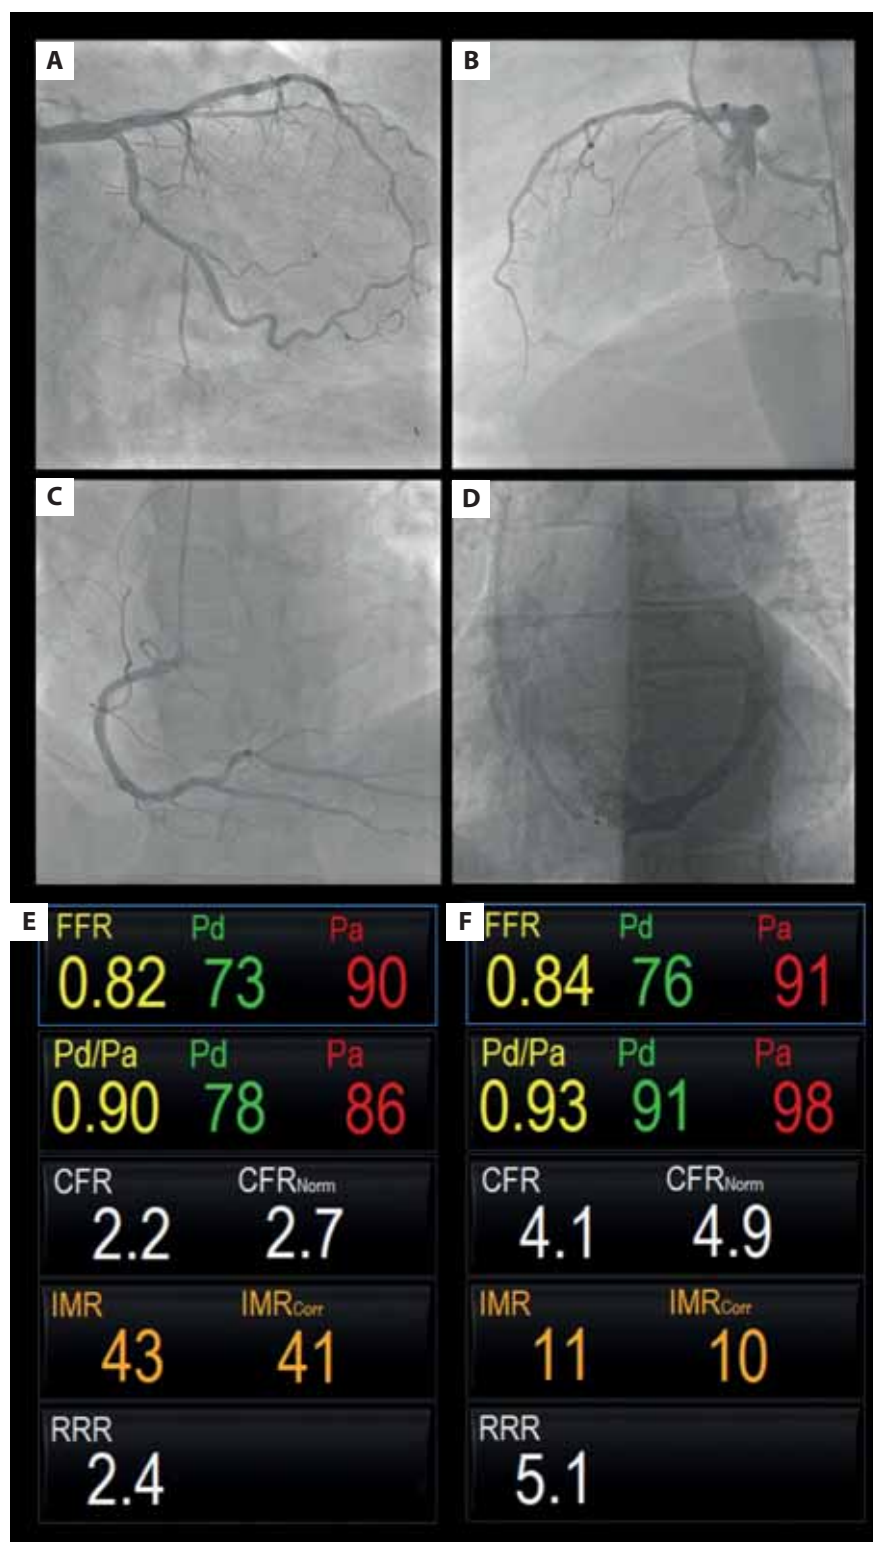 A
B
C
D
E
FFR Pd Pa
0.82 73 90
Pd/Pa Pd Pa
0.90 78 86
CFR CFRNorm
2.2 2.7
IMR IMRCorr
43 41
RRR
2.4
F
FFR Pd Pa
0.84 76 91
Pd/Pa Pd Pa
0.93 91 98
CFR CFRNorm
4.1 4.9
IMR IMRCorr
11 10
RRR
5.1